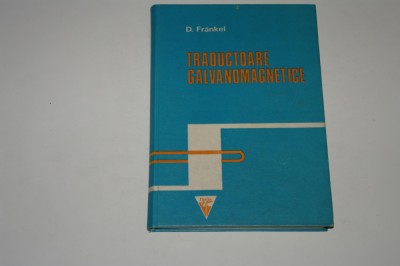 D. Fränkel
TRADUCTOARE
GALVANOMAGNETICE